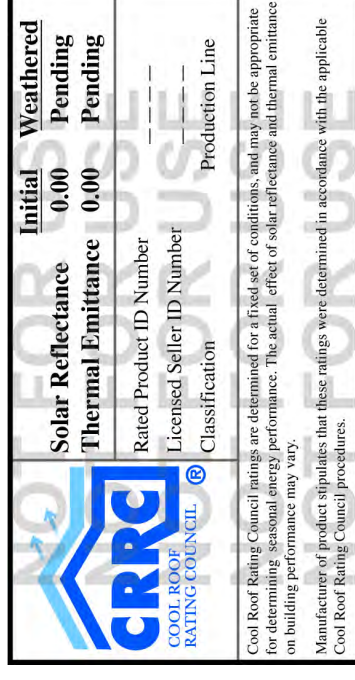 CRRC
COOL ROOF
RATING COUNCIL ®
Initial Weathered
Solar Reflectance 0.00 Pending
Thermal Emittance 0.00 Pending
Rated Product ID Number ----
Licensed Seller ID Number ----
Classification Production Line
Cool Roof Rating Council ratings are determined for a fixed set of conditions, and may not be appropriate
for determining seasonal energy performance. The actual effect of solar reflectance and thermal emittance
on building performance may vary.
Manufacturer of product stipulates that these ratings were determined in accordance with the applicable
Cool Roof Rating Council procedures.
NOT FOR USE
NOT FOR USE